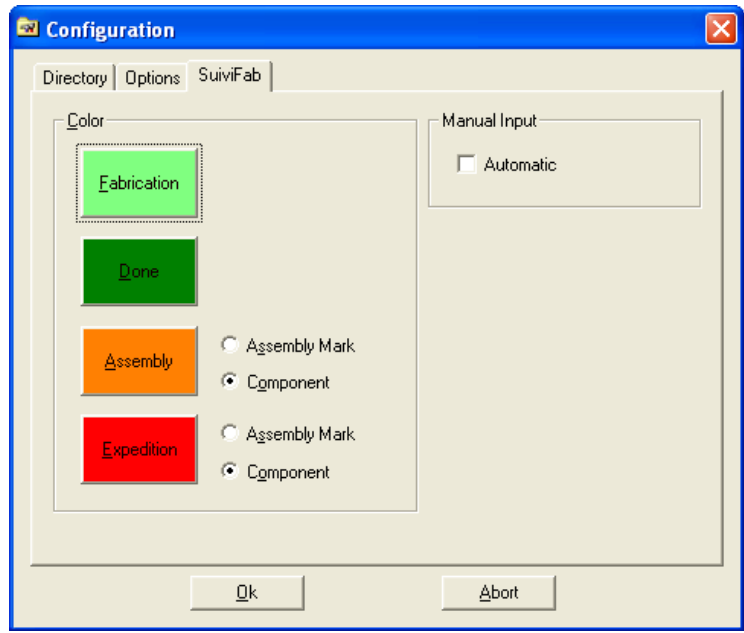 Configuration
Directory Options SuiviFab
Color
Manual Input
Fabrication
Automatic
Done
Assembly
Assembly Mark
Component
Expedition
Assembly Mark
Component
Ok Abort